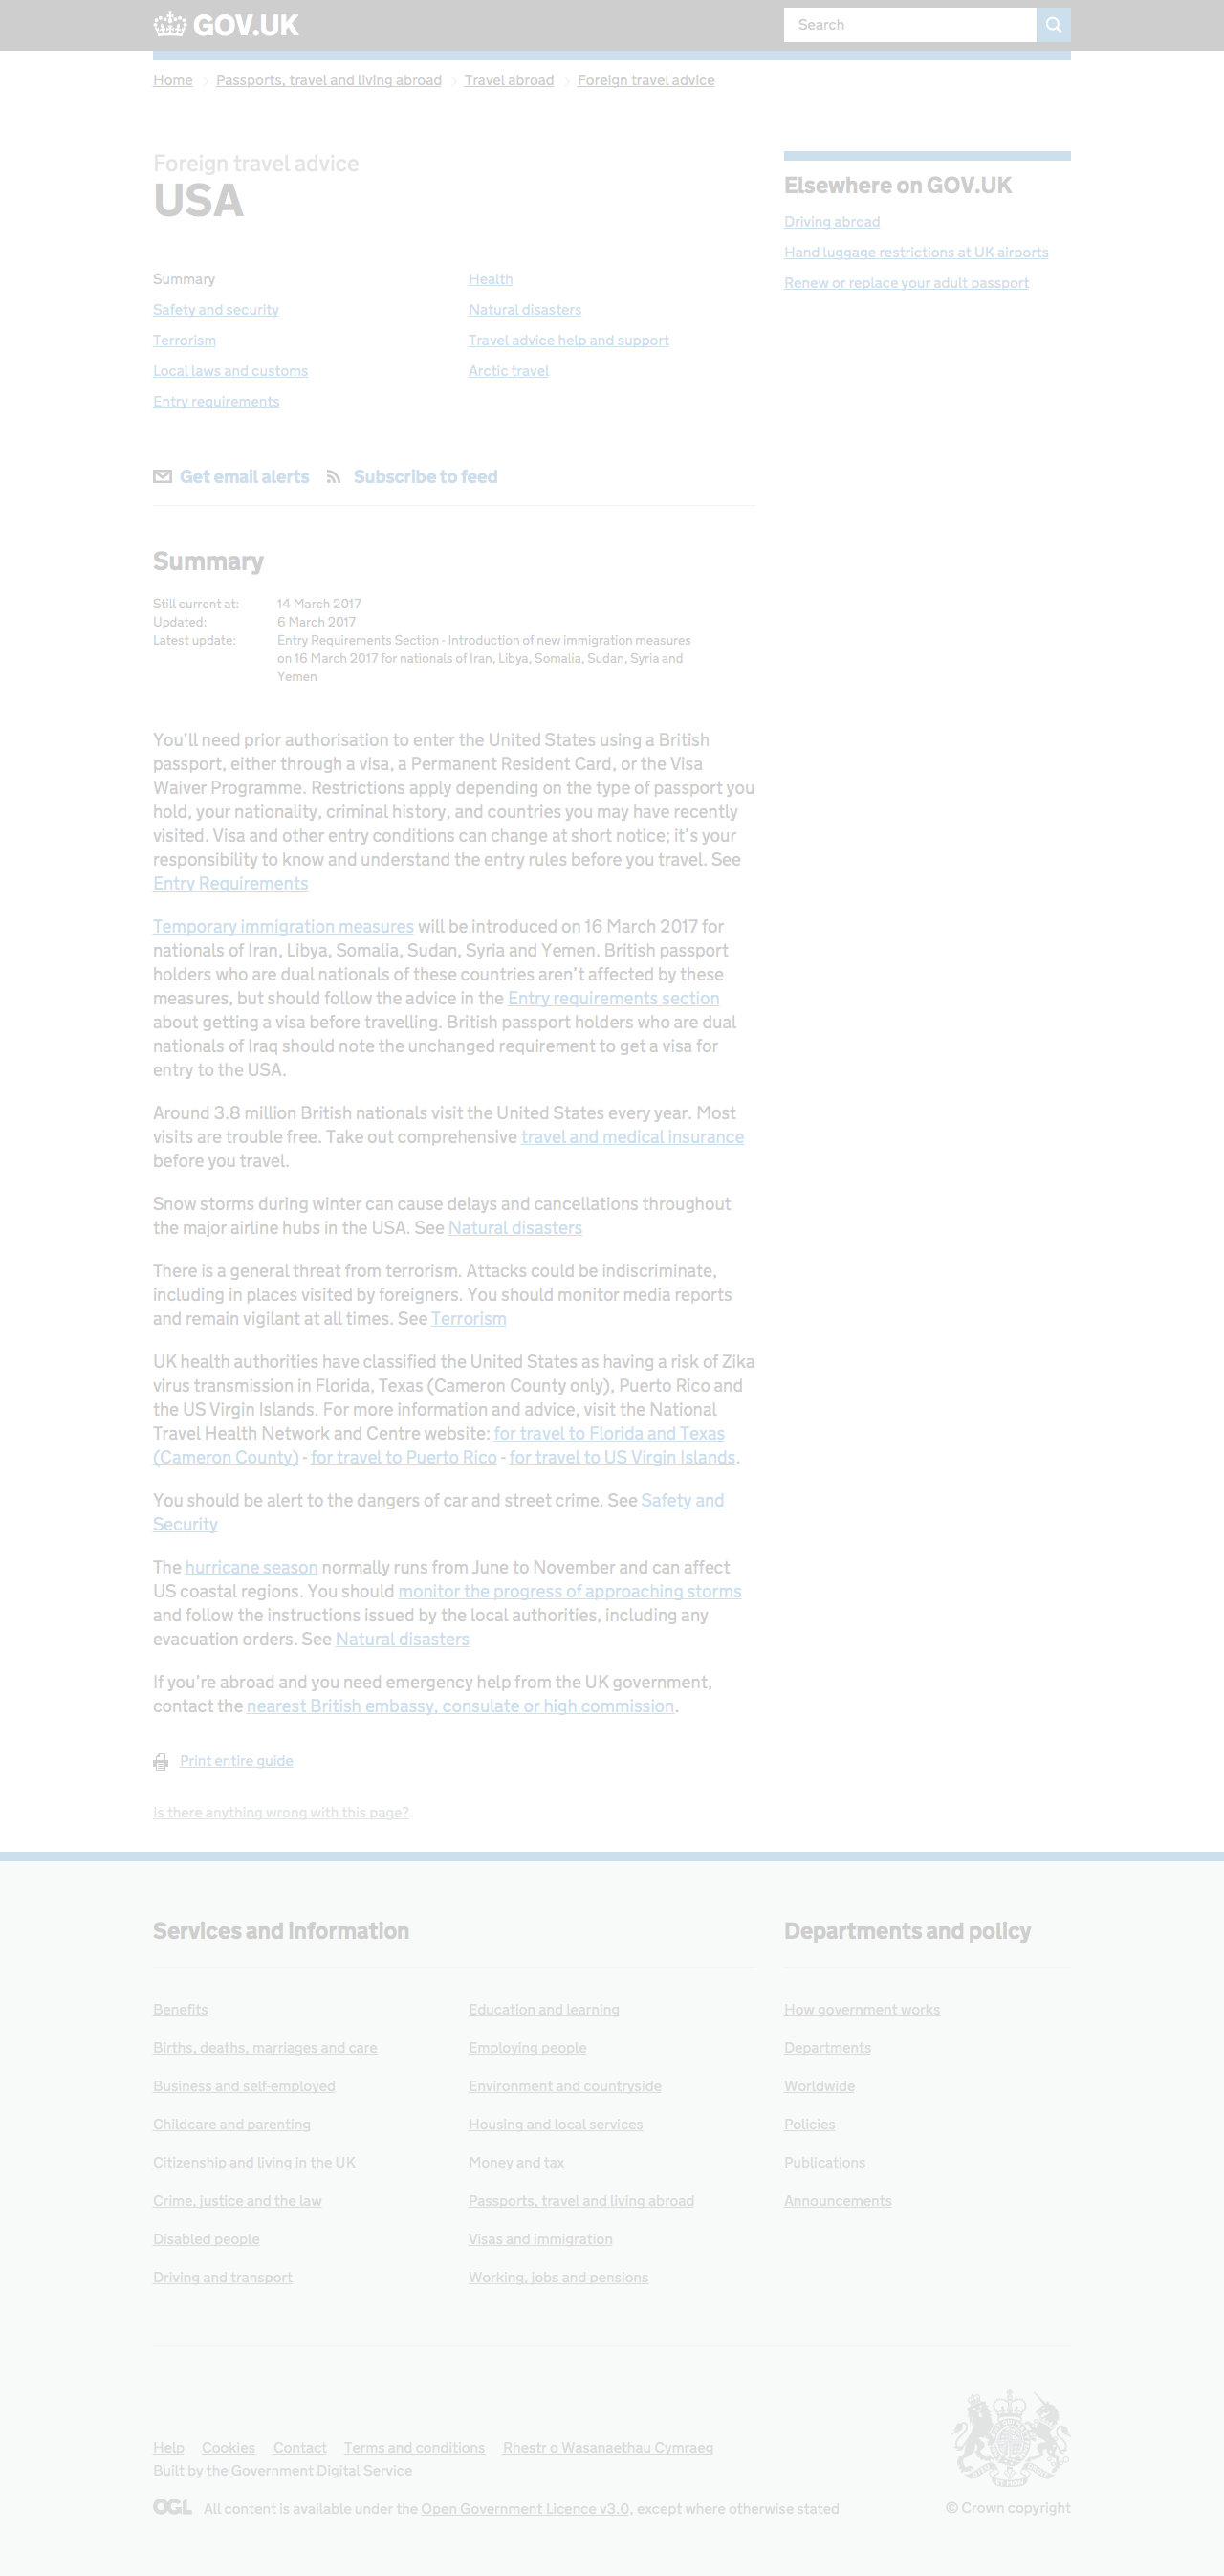 GOV.UK
Search
Home Passports, travel and living abroad Travel abroad Foreign travel advice
Foreign travel advice
USA
Summary
Safety and security
Terrorism
Local laws and customs
Entry requirements
Health
Natural disasters
Travel advice help and support
Arctic travel
Elsewhere on GOV.UK
Driving abroad
Hand luggage restrictions at UK airports
Renew or replace your adult passport
Get email alerts Subscribe to feed
Summary
Still current at: 14 March 2017
Updated: 6 March 2017
Latest update: Entry Requirements Section - Introduction of new immigration measures
on 16 March 2017 for nationals of Iran, Libya, Somalia, Sudan, Syria and
Yemen
You’ll need prior authorisation to enter the United States using a British
passport, either through a visa, a Permanent Resident Card, or the Visa
Waiver Programme. Restrictions apply depending on the type of passport you
hold, your nationality, criminal history, and countries you may have recently
visited. Visa and other entry conditions can change at short notice; it’s your
responsibility to know and understand the entry rules before you travel. See
Entry Requirements
Temporary immigration measures will be introduced on 16 March 2017 for
nationals of Iran, Libya, Somalia, Sudan, Syria and Yemen. British passport
holders who are dual nationals of these countries aren’t affected by these
measures, but should follow the advice in the Entry requirements section
about getting a visa before travelling. British passport holders who are dual
nationals of Iraq should note the unchanged requirement to get a visa for
entry to the USA.
Around 3.8 million British nationals visit the United States every year. Most
visits are trouble free. Take out comprehensive travel and medical insurance
before you travel.
Snow storms during winter can cause delays and cancellations throughout
the major airline hubs in the USA. See Natural disasters
There is a general threat from terrorism. Attacks could be indiscriminate,
including in places visited by foreigners. You should monitor media reports
and remain vigilant at all times. See Terrorism
UK health authorities have classified the United States as having a risk of Zika
virus transmission in Florida, Texas (Cameron County only), Puerto Rico and
the US Virgin Islands. For more information and advice, visit the National
Travel Health Network and Centre website: for travel to Florida and Texas
(Cameron County) - for travel to Puerto Rico - for travel to US Virgin Islands.
You should be alert to the dangers of car and street crime. See Safety and
Security
The hurricane season normally runs from June to November and can affect
US coastal regions. You should monitor the progress of approaching storms
and follow the instructions issued by the local authorities, including any
evacuation orders. See Natural disasters
If you’re abroad and you need emergency help from the UK government,
contact the nearest British embassy, consulate or high commission.
Print entire guide
Is there anything wrong with this page?
Services and information
Benefits
Births, deaths, marriages and care
Business and self-employed
Childcare and parenting
Citizenship and living in the UK
Crime, justice and the law
Disabled people
Driving and transport
Education and learning
Employing people
Environment and countryside
Housing and local services
Money and tax
Passports, travel and living abroad
Visas and immigration
Working, jobs and pensions
Departments and policy
How government works
Departments
Worldwide
Policies
Publications
Announcements
Help Cookies Contact Terms and conditions Rhestr o Wasanaethau Cymraeg
Built by the Government Digital Service
OGL All content is available under the Open Government Licence v3.0, except where otherwise stated
© Crown copyright